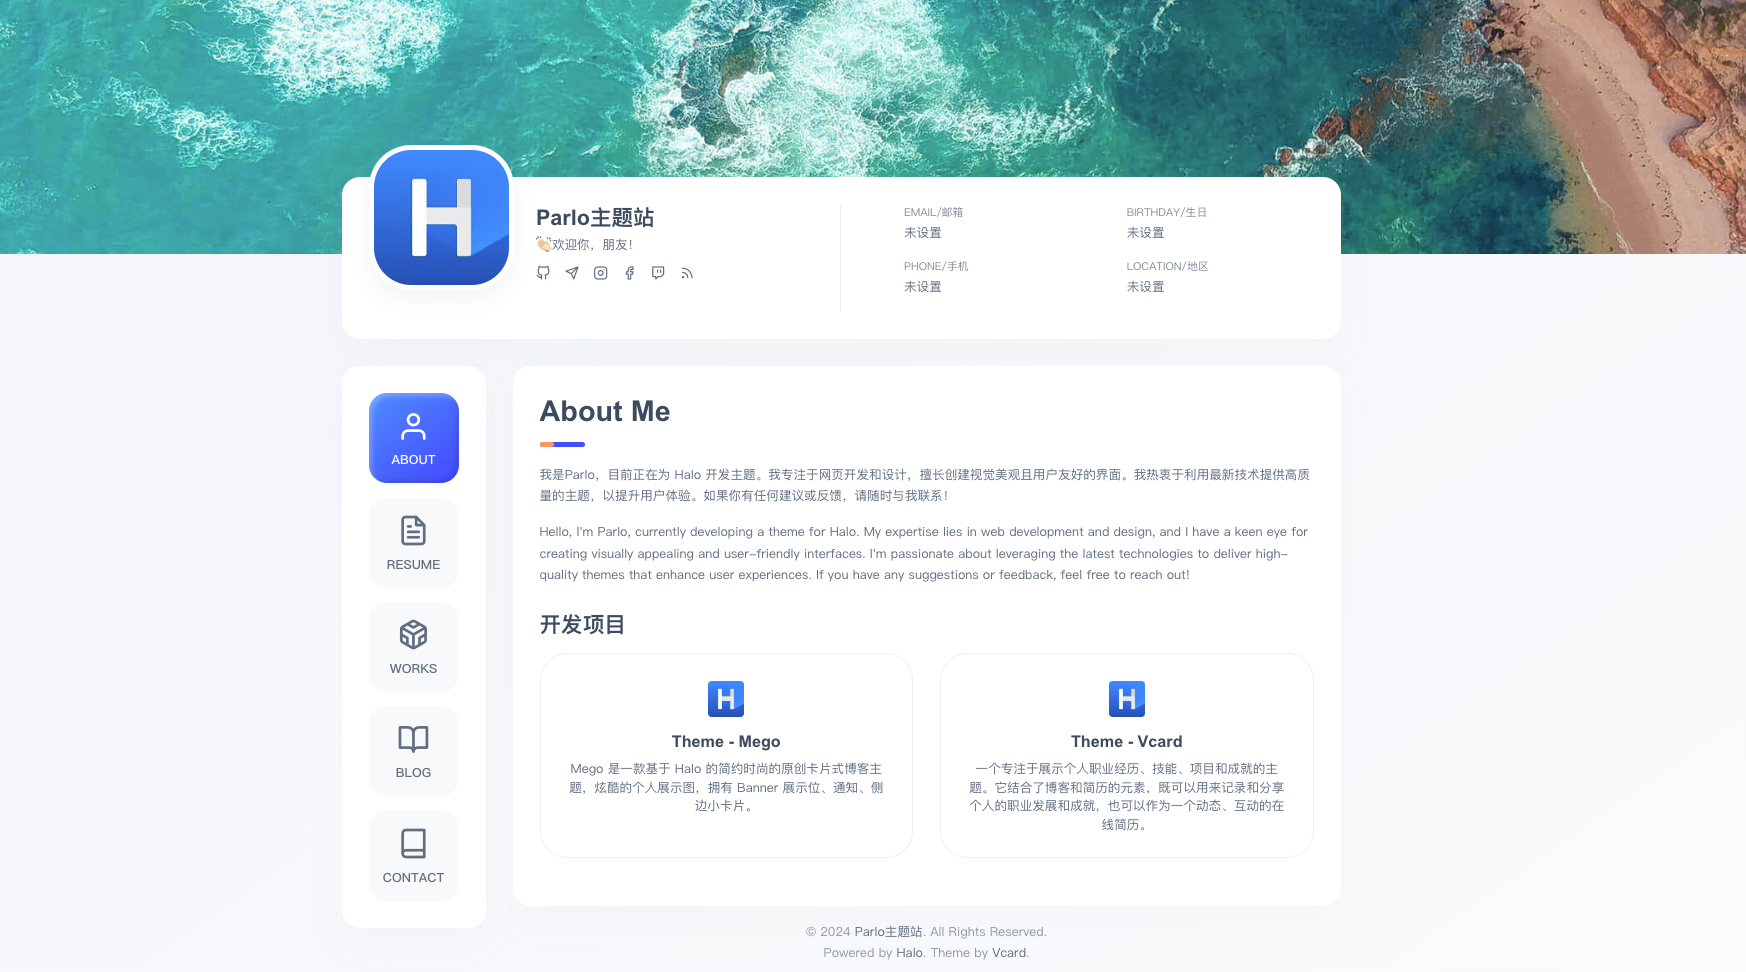 H
Parlo主题站
👏🏻欢迎你，朋友！
EMAIL/邮箱
未设置
BIRTHDAY/生日
未设置
PHONE/手机
未设置
LOCATION/地区
未设置
ABOUT
RESUME
WORKS
BLOG
CONTACT
About Me
我是Parlo，目前正在为 Halo 开发主题。我专注于网页开发和设计，擅长创建视觉美观且用户友好的界面。我热衷于利用最新技术提供高质
量的主题，以提升用户体验。如果你有任何建议或反馈，请随时与我联系！
Hello, I'm Parlo, currently developing a theme for Halo. My expertise lies in web development and design, and I have a keen eye for
creating visually appealing and user-friendly interfaces. I'm passionate about leveraging the latest technologies to deliver high-
quality themes that enhance user experiences. If you have any suggestions or feedback, feel free to reach out!
开发项目
H
Theme - Mego
Mego 是一款基于 Halo 的简约时尚的原创卡片式博客主
题，炫酷的个人展示图，拥有 Banner 展示位、通知、侧
边小卡片。
H
Theme - Vcard
一个专注于展示个人职业经历、技能、项目和成就的主
题。它结合了博客和简历的元素，既可以用来记录和分享
个人的职业发展和成就，也可以作为一个动态、互动的在
线简历。
© 2024 Parlo主题站. All Rights Reserved.
Powered by Halo. Theme by Vcard.